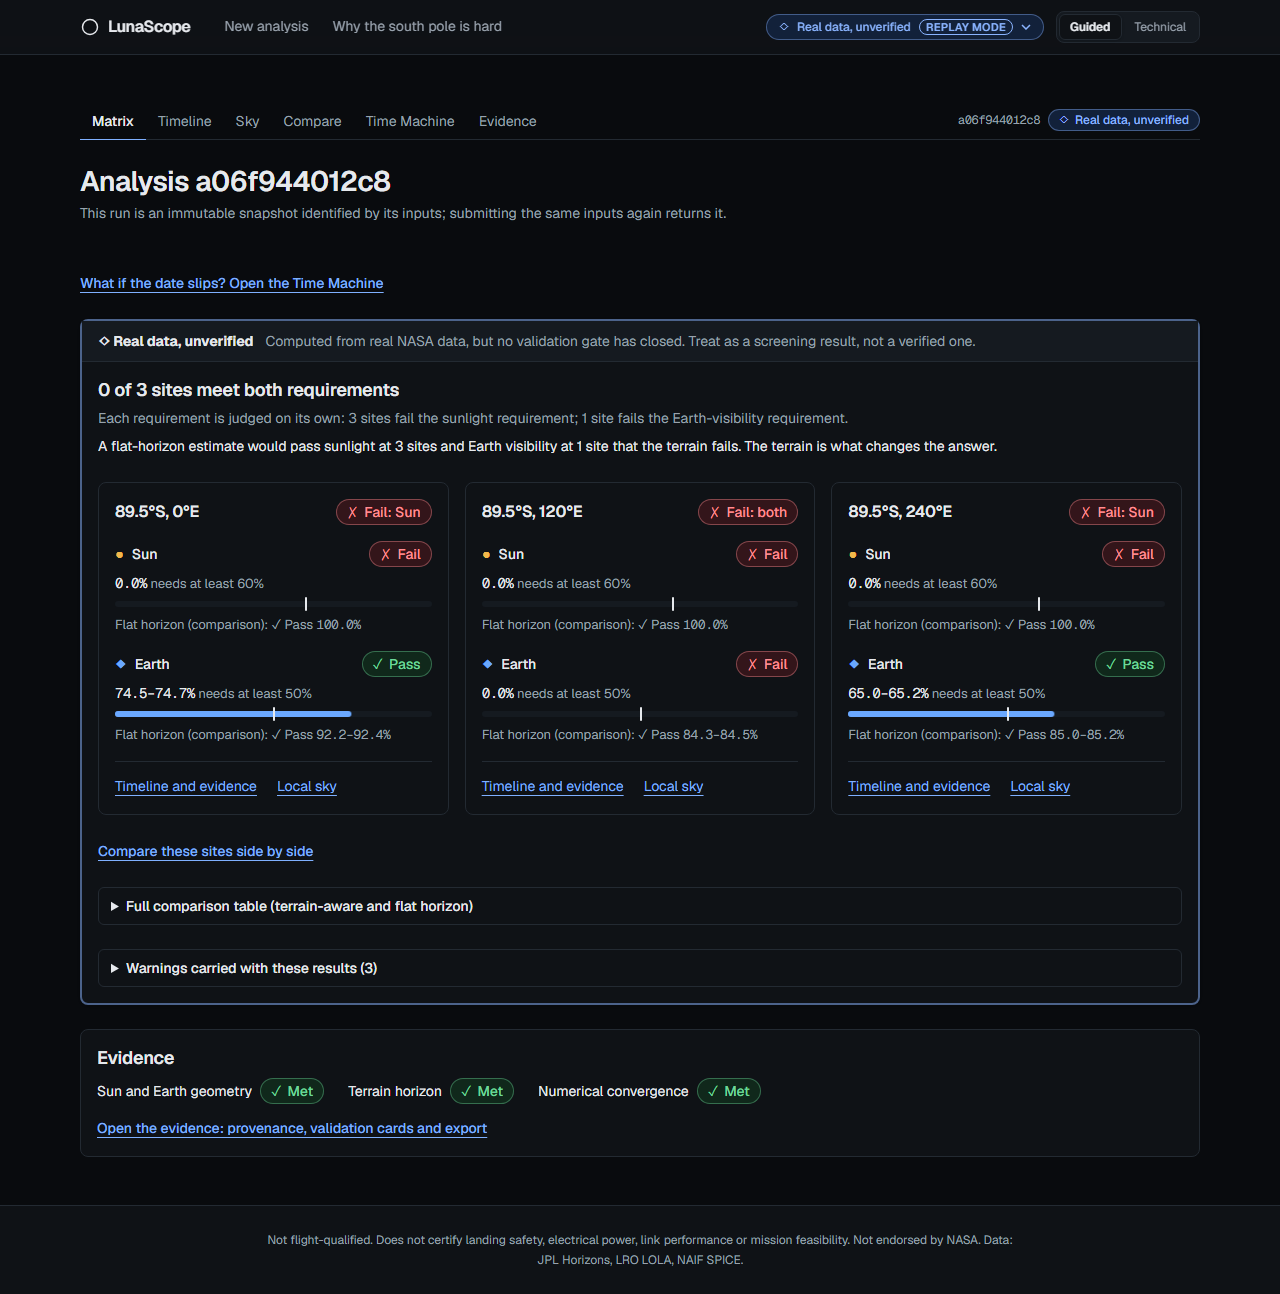 LunaScope New analysis Why the south pole is hard ◇ Real data, unverified REPLAY MODE Guided Technical
Matrix Timeline Sky Compare Time Machine Evidence a06f944012c8 ◇ Real data, unverified
Analysis a06f944012c8
This run is an immutable snapshot identified by its inputs; submitting the same inputs again returns it.
What if the date slips? Open the Time Machine
◇ Real data, unverified Computed from real NASA data, but no validation gate has closed. Treat as a screening result, not a verified one.
0 of 3 sites meet both requirements
Each requirement is judged on its own: 3 sites fail the sunlight requirement; 1 site fails the Earth-visibility requirement.
A flat-horizon estimate would pass sunlight at 3 sites and Earth visibility at 1 site that the terrain fails. The terrain is what changes the answer.
89.5°S, 0°E ✗ Fail: Sun
Sun ✗ Fail
0.0% needs at least 60%
Flat horizon (comparison): ✓ Pass 100.0%
Earth ✓ Pass
74.5–74.7% needs at least 50%
Flat horizon (comparison): ✓ Pass 92.2–92.4%
Timeline and evidence Local sky
89.5°S, 120°E ✗ Fail: both
Sun ✗ Fail
0.0% needs at least 60%
Flat horizon (comparison): ✓ Pass 100.0%
Earth ✗ Fail
0.0% needs at least 50%
Flat horizon (comparison): ✓ Pass 84.3–84.5%
Timeline and evidence Local sky
89.5°S, 240°E ✗ Fail: Sun
Sun ✗ Fail
0.0% needs at least 60%
Flat horizon (comparison): ✓ Pass 100.0%
Earth ✓ Pass
65.0–65.2% needs at least 50%
Flat horizon (comparison): ✓ Pass 85.0–85.2%
Timeline and evidence Local sky
Compare these sites side by side
▶ Full comparison table (terrain-aware and flat horizon)
▶ Warnings carried with these results (3)
Evidence
Sun and Earth geometry ✓ Met Terrain horizon ✓ Met Numerical convergence ✓ Met
Open the evidence: provenance, validation cards and export
Not flight-qualified. Does not certify landing safety, electrical power, link performance or mission feasibility. Not endorsed by NASA. Data:
JPL Horizons, LRO LOLA, NAIF SPICE.